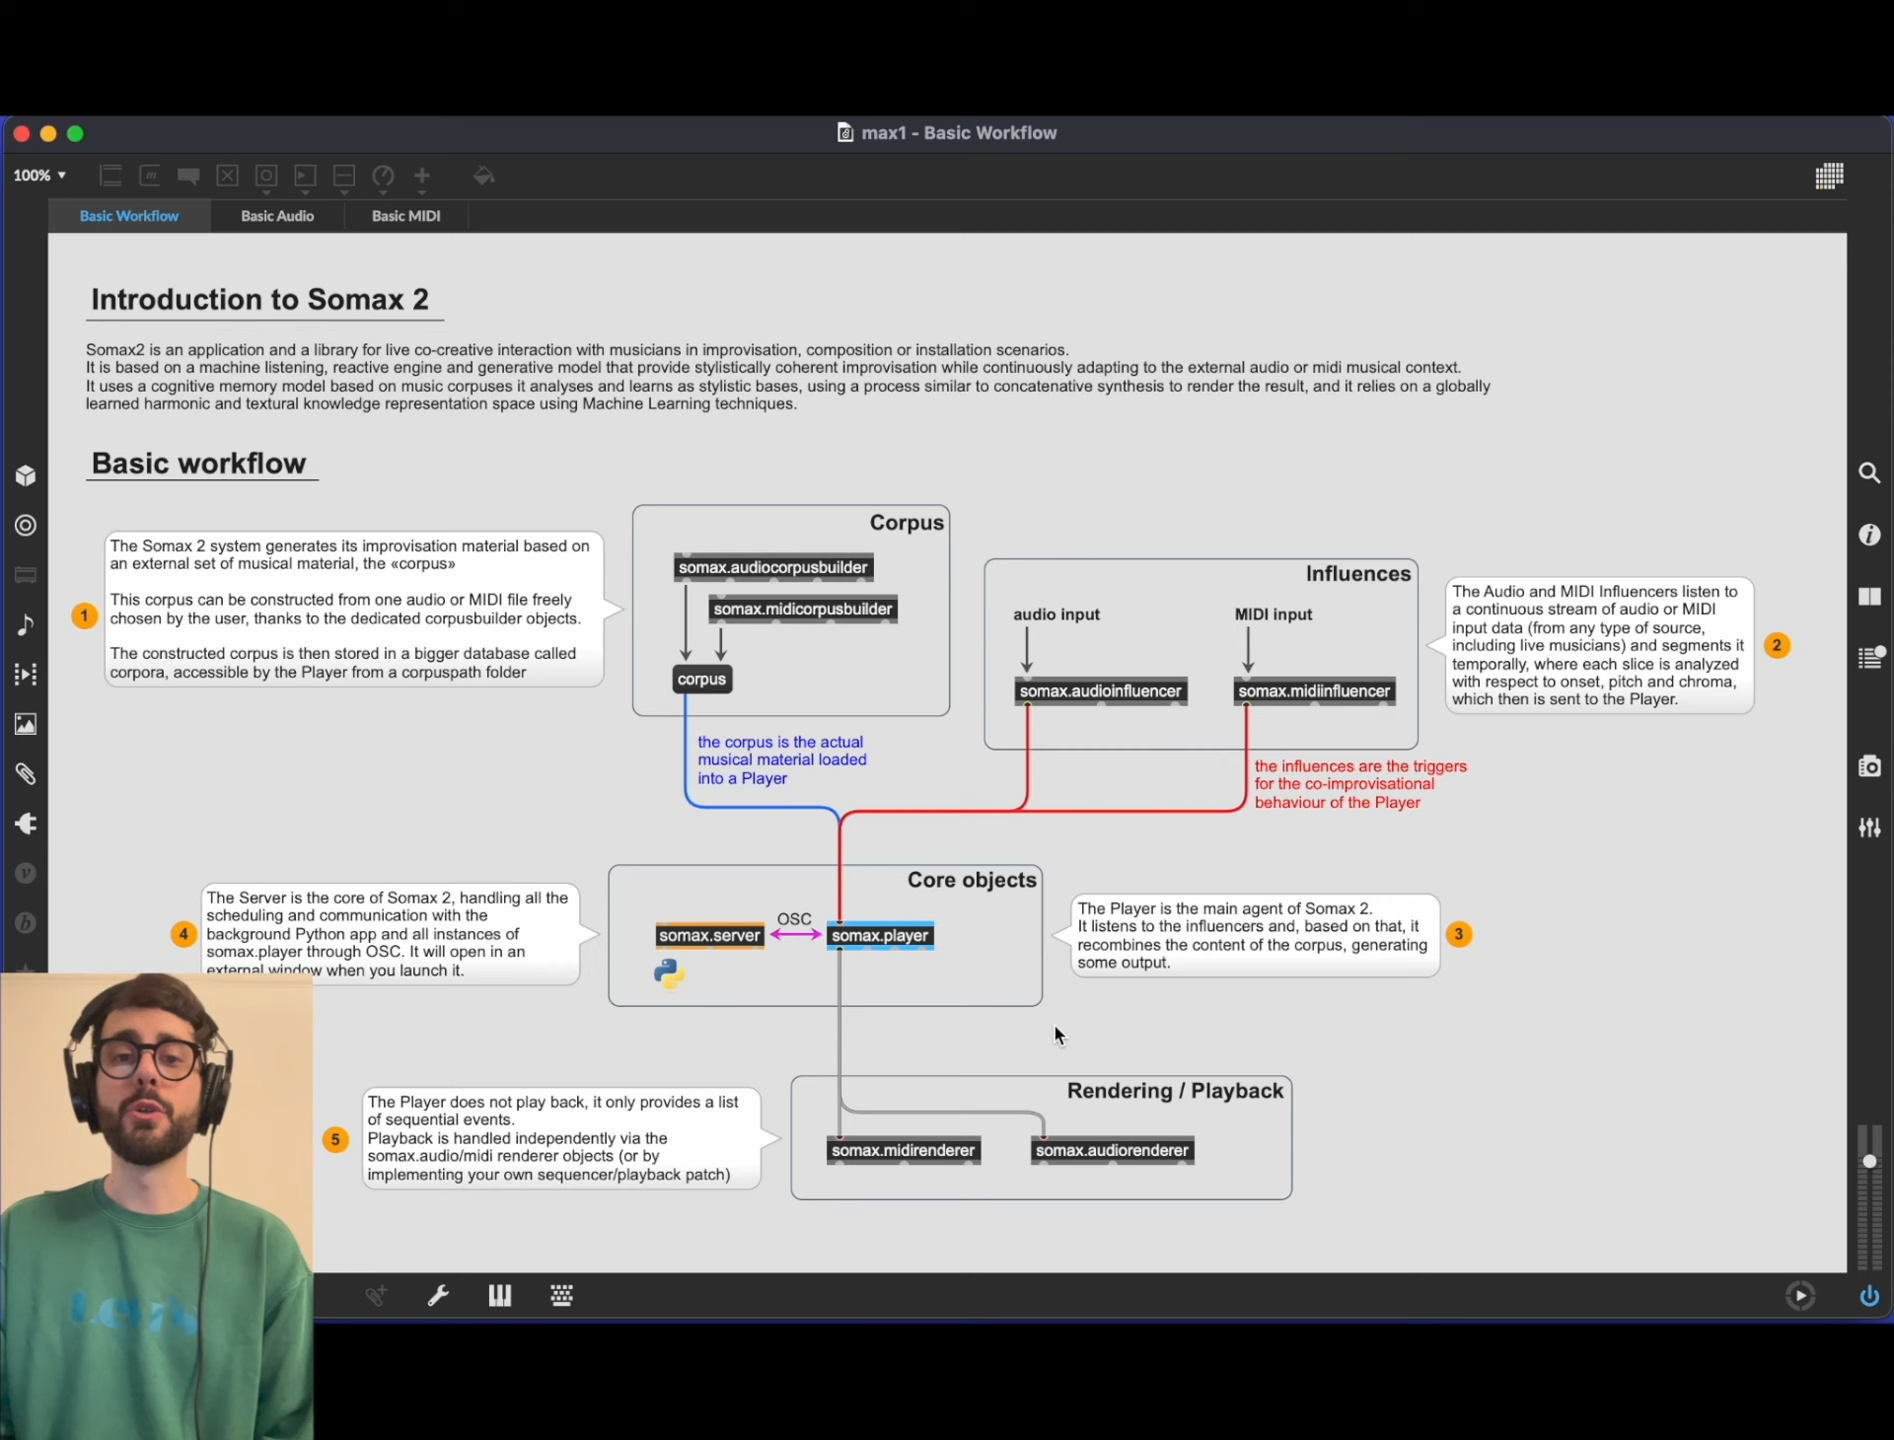 max1 - Basic Workflow
100%
Basic Workflow
Basic Audio
Basic MIDI
Introduction to Somax 2
Somax2 is an application and a library for live co-creative interaction with musicians in improvisation, composition or installation scenarios.
It is based on a machine listening, reactive engine and generative model that provide stylistically coherent improvisation while continuously adapting to the external audio or midi musical context.
It uses a cognitive memory model based on music corpuses it analyses and learns as stylistic bases, using a process similar to concatenative synthesis to render the result, and it relies on a globally
learned harmonic and textural knowledge representation space using Machine Learning techniques.
Basic workflow
1
The Somax 2 system generates its improvisation material based on
an external set of musical material, the «corpus»
This corpus can be constructed from one audio or MIDI file freely
chosen by the user, thanks to the dedicated corpusbuilder objects.
The constructed corpus is then stored in a bigger database called
corpora, accessible by the Player from a corpuspath folder
Corpus
somax.audiocorpusbuilder
somax.midicorpusbuilder
corpus
the corpus is the actual
musical material loaded
into a Player
Influences
audio input
MIDI input
somax.audioinfluencer
somax.midiinfluencer
the influences are the triggers
for the co-improvisational
behaviour of the Player
The Audio and MIDI Influencers listen to
a continuous stream of audio or MIDI
input data (from any type of source,
including live musicians) and segments it
temporally, where each slice is analyzed
with respect to onset, pitch and chroma,
which then is sent to the Player.
2
4
The Server is the core of Somax 2, handling all the
scheduling and communication with the
background Python app and all instances of
somax.player through OSC. It will open in an
external window when you launch it.
Core objects
somax.server
OSC
somax.player
The Player is the main agent of Somax 2.
It listens to the influencers and, based on that, it
recombines the content of the corpus, generating
some output.
3
5
The Player does not play back, it only provides a list
of sequential events.
Playback is handled independently via the
somax.audio/midi renderer objects (or by
implementing your own sequencer/playback patch)
Rendering / Playback
somax.midirenderer
somax.audiorenderer